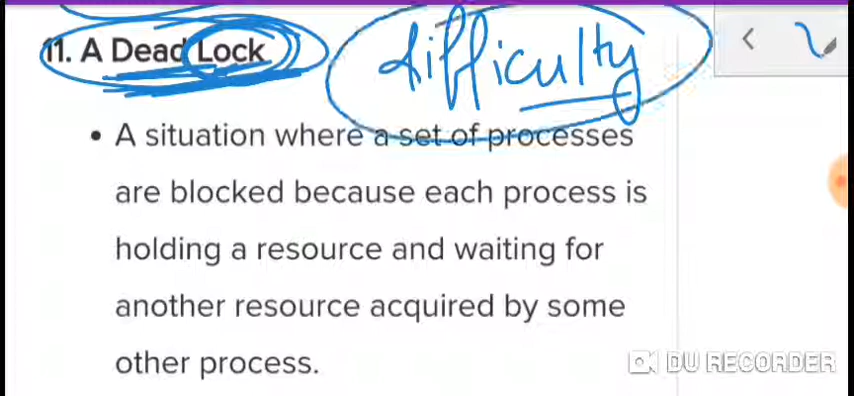 11. A Dead Lock
difficulty
• A situation where a set of processes
are blocked because each process is
holding a resource and waiting for
another resource acquired by some
other process.
DU RECORDER